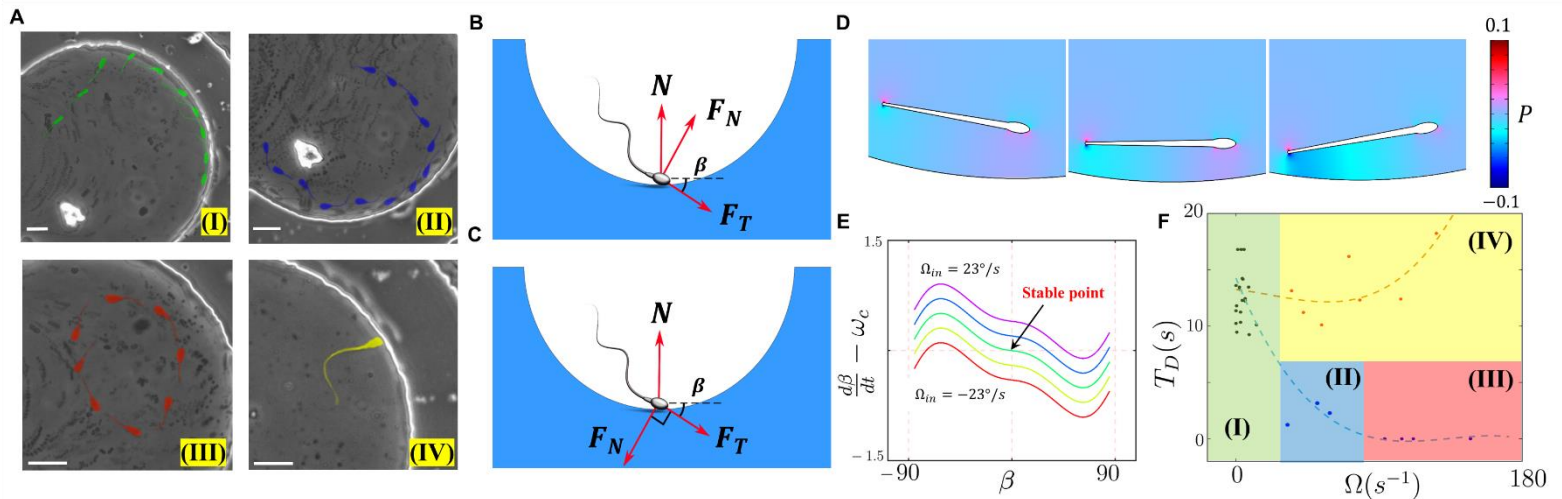 A
(I)
(II)
(III)
(IV)
B
N
F_N
β
F_T
C
N
β
F_N
F_T
D
0.1
P
−0.1
E
1.5
Ω_in = 23°/s
Stable point
dβ/dt − ω_c
Ω_in = −23°/s
−1.5
−90
β
90
F
20
(IV)
T_D(s)
10
(II)
(III)
0
(I)
0
Ω(s⁻¹)
180